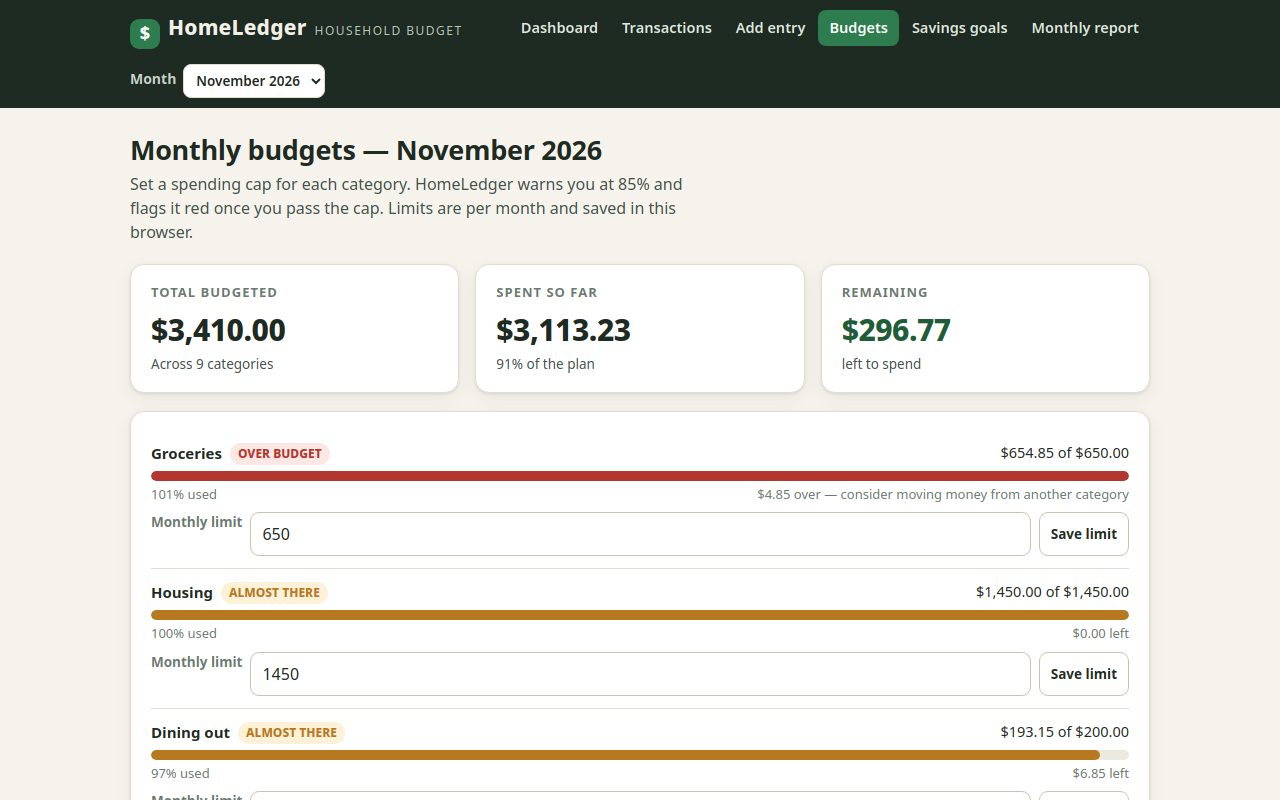 $ HomeLedger HOUSEHOLD BUDGET Dashboard Transactions Add entry Budgets Savings goals Monthly report
Month November 2026
Monthly budgets — November 2026
Set a spending cap for each category. HomeLedger warns you at 85% and
flags it red once you pass the cap. Limits are per month and saved in this
browser.
TOTAL BUDGETED
$3,410.00
Across 9 categories
SPENT SO FAR
$3,113.23
91% of the plan
REMAINING
$296.77
left to spend
Groceries OVER BUDGET $654.85 of $650.00
101% used $4.85 over — consider moving money from another category
Monthly limit 650 Save limit
Housing ALMOST THERE $1,450.00 of $1,450.00
100% used $0.00 left
Monthly limit 1450 Save limit
Dining out ALMOST THERE $193.15 of $200.00
97% used $6.85 left
Monthly limit